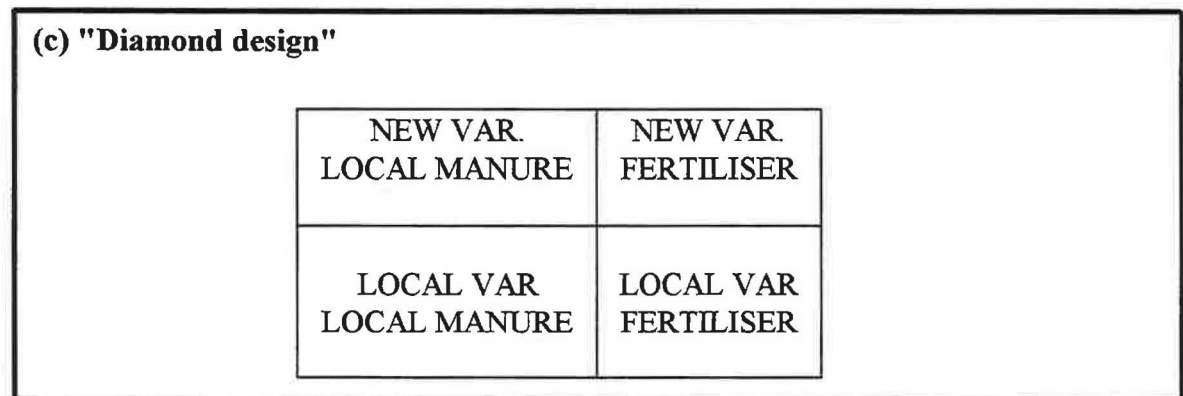 (c) "Diamond design"
NEW VAR.
LOCAL MANURE
NEW VAR.
FERTILISER
LOCAL VAR
LOCAL MANURE
LOCAL VAR
FERTILISER